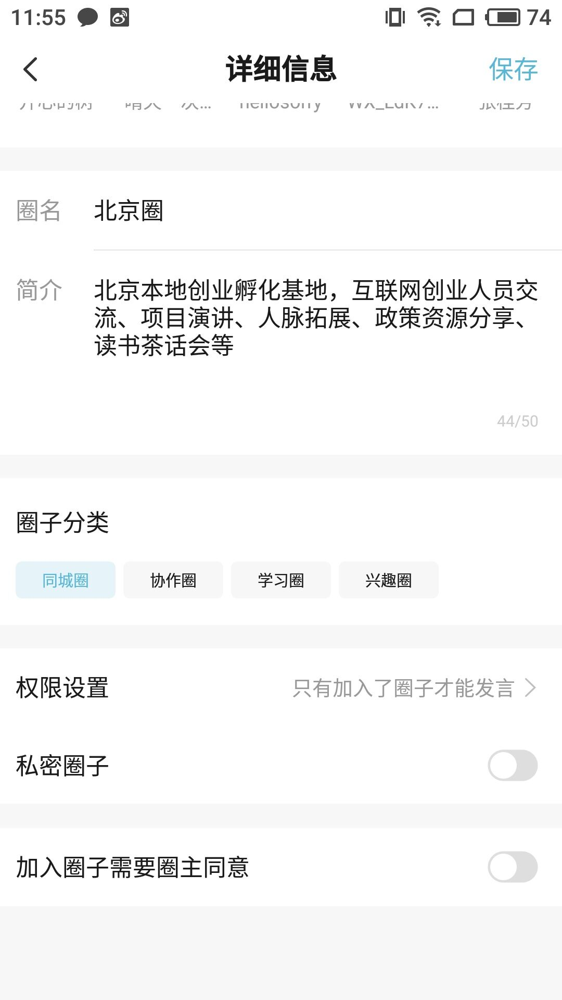 11:55
74
详细信息
保存
hellosorry
圈名
北京圈
简介
北京本地创业孵化基地，互联网创业人员交
流、项目演讲、人脉拓展、政策资源分享、
读书茶话会等
44/50
圈子分类
同城圈 协作圈 学习圈 兴趣圈
权限设置
只有加入了圈子才能发言
私密圈子
加入圈子需要圈主同意